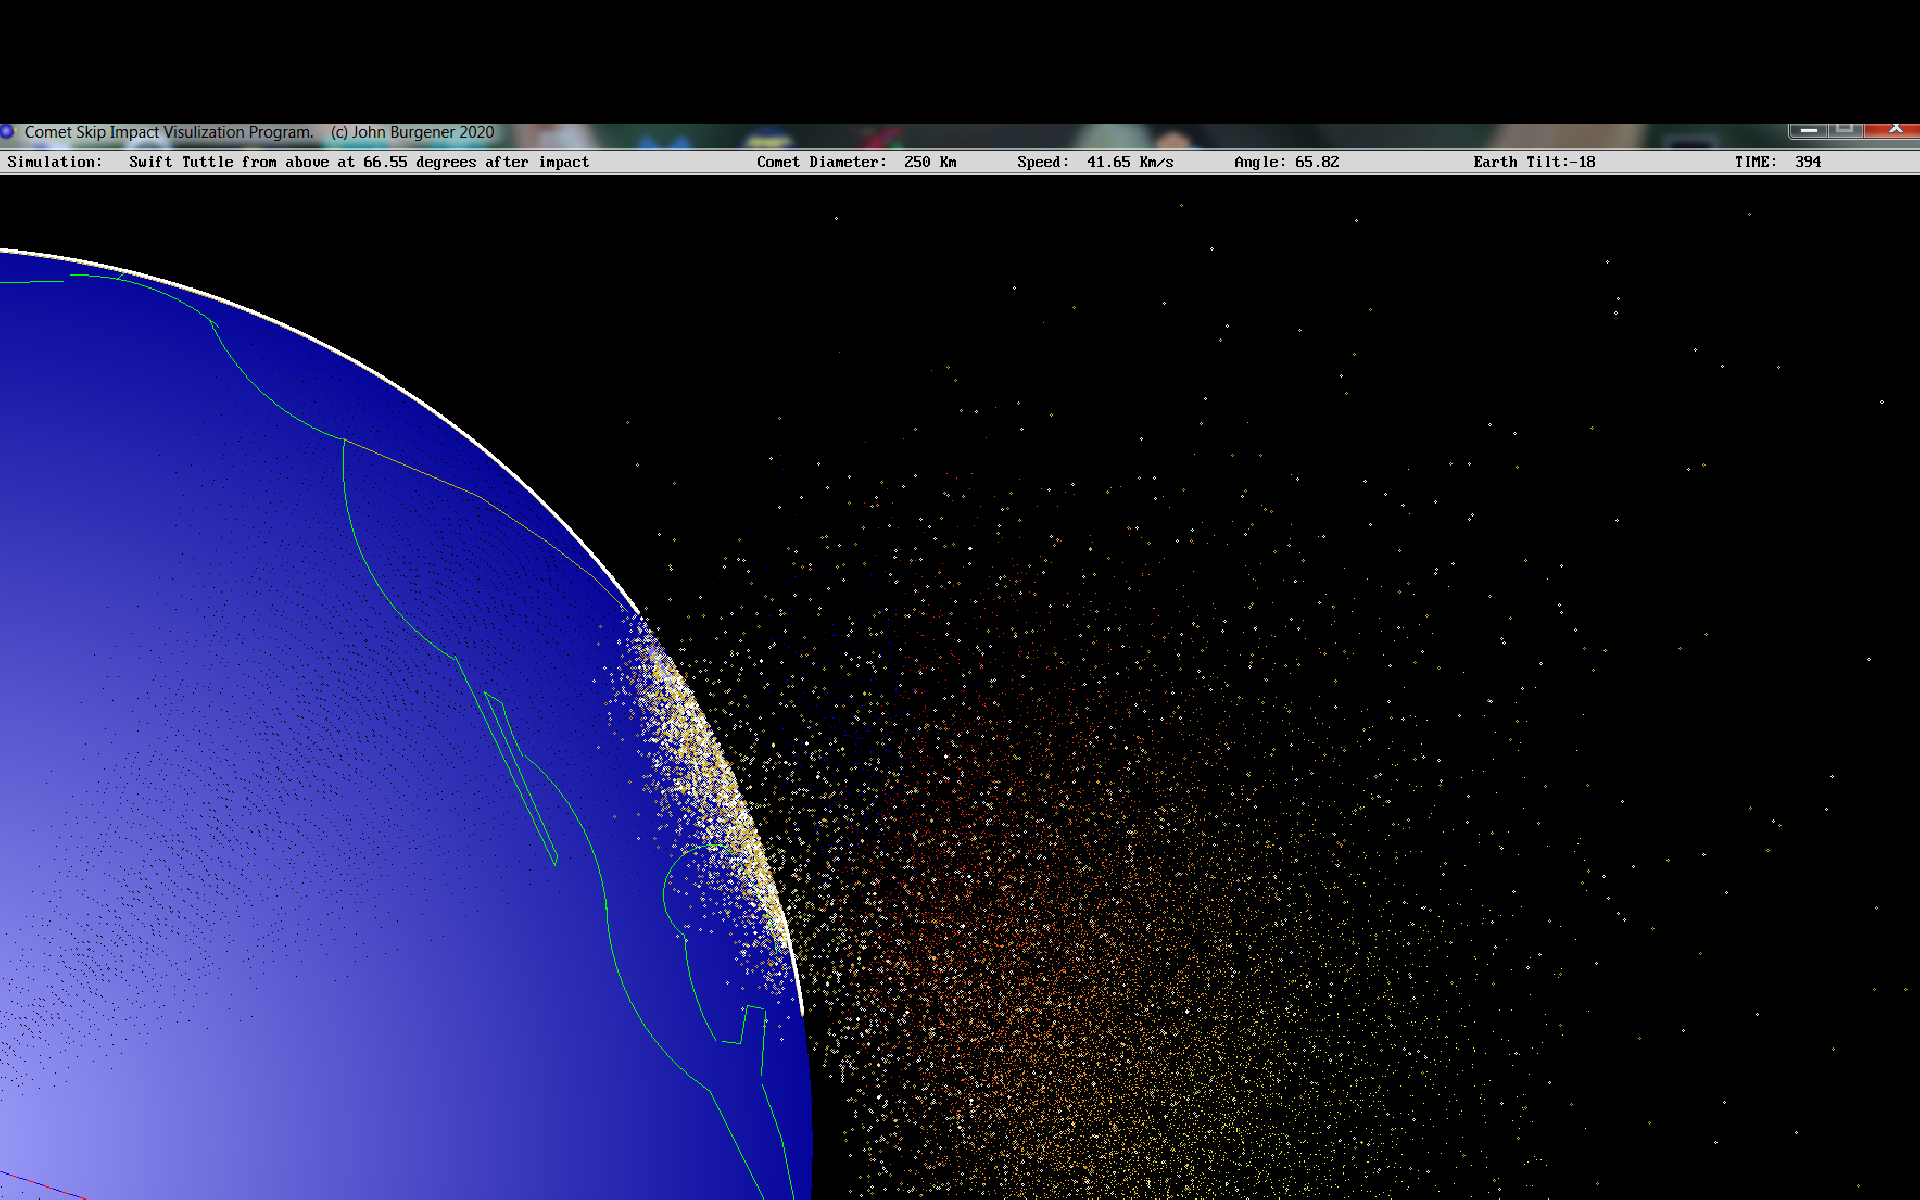 Comet Skip Impact Visulization Program. (c) John Burgener 2020
Simulation: Swift Tuttle from above at 66.55 degrees after impact Comet Diameter: 250 Km Speed: 41.65 Km/s Angle: 65.82 Earth Tilt:-18 TIME: 394